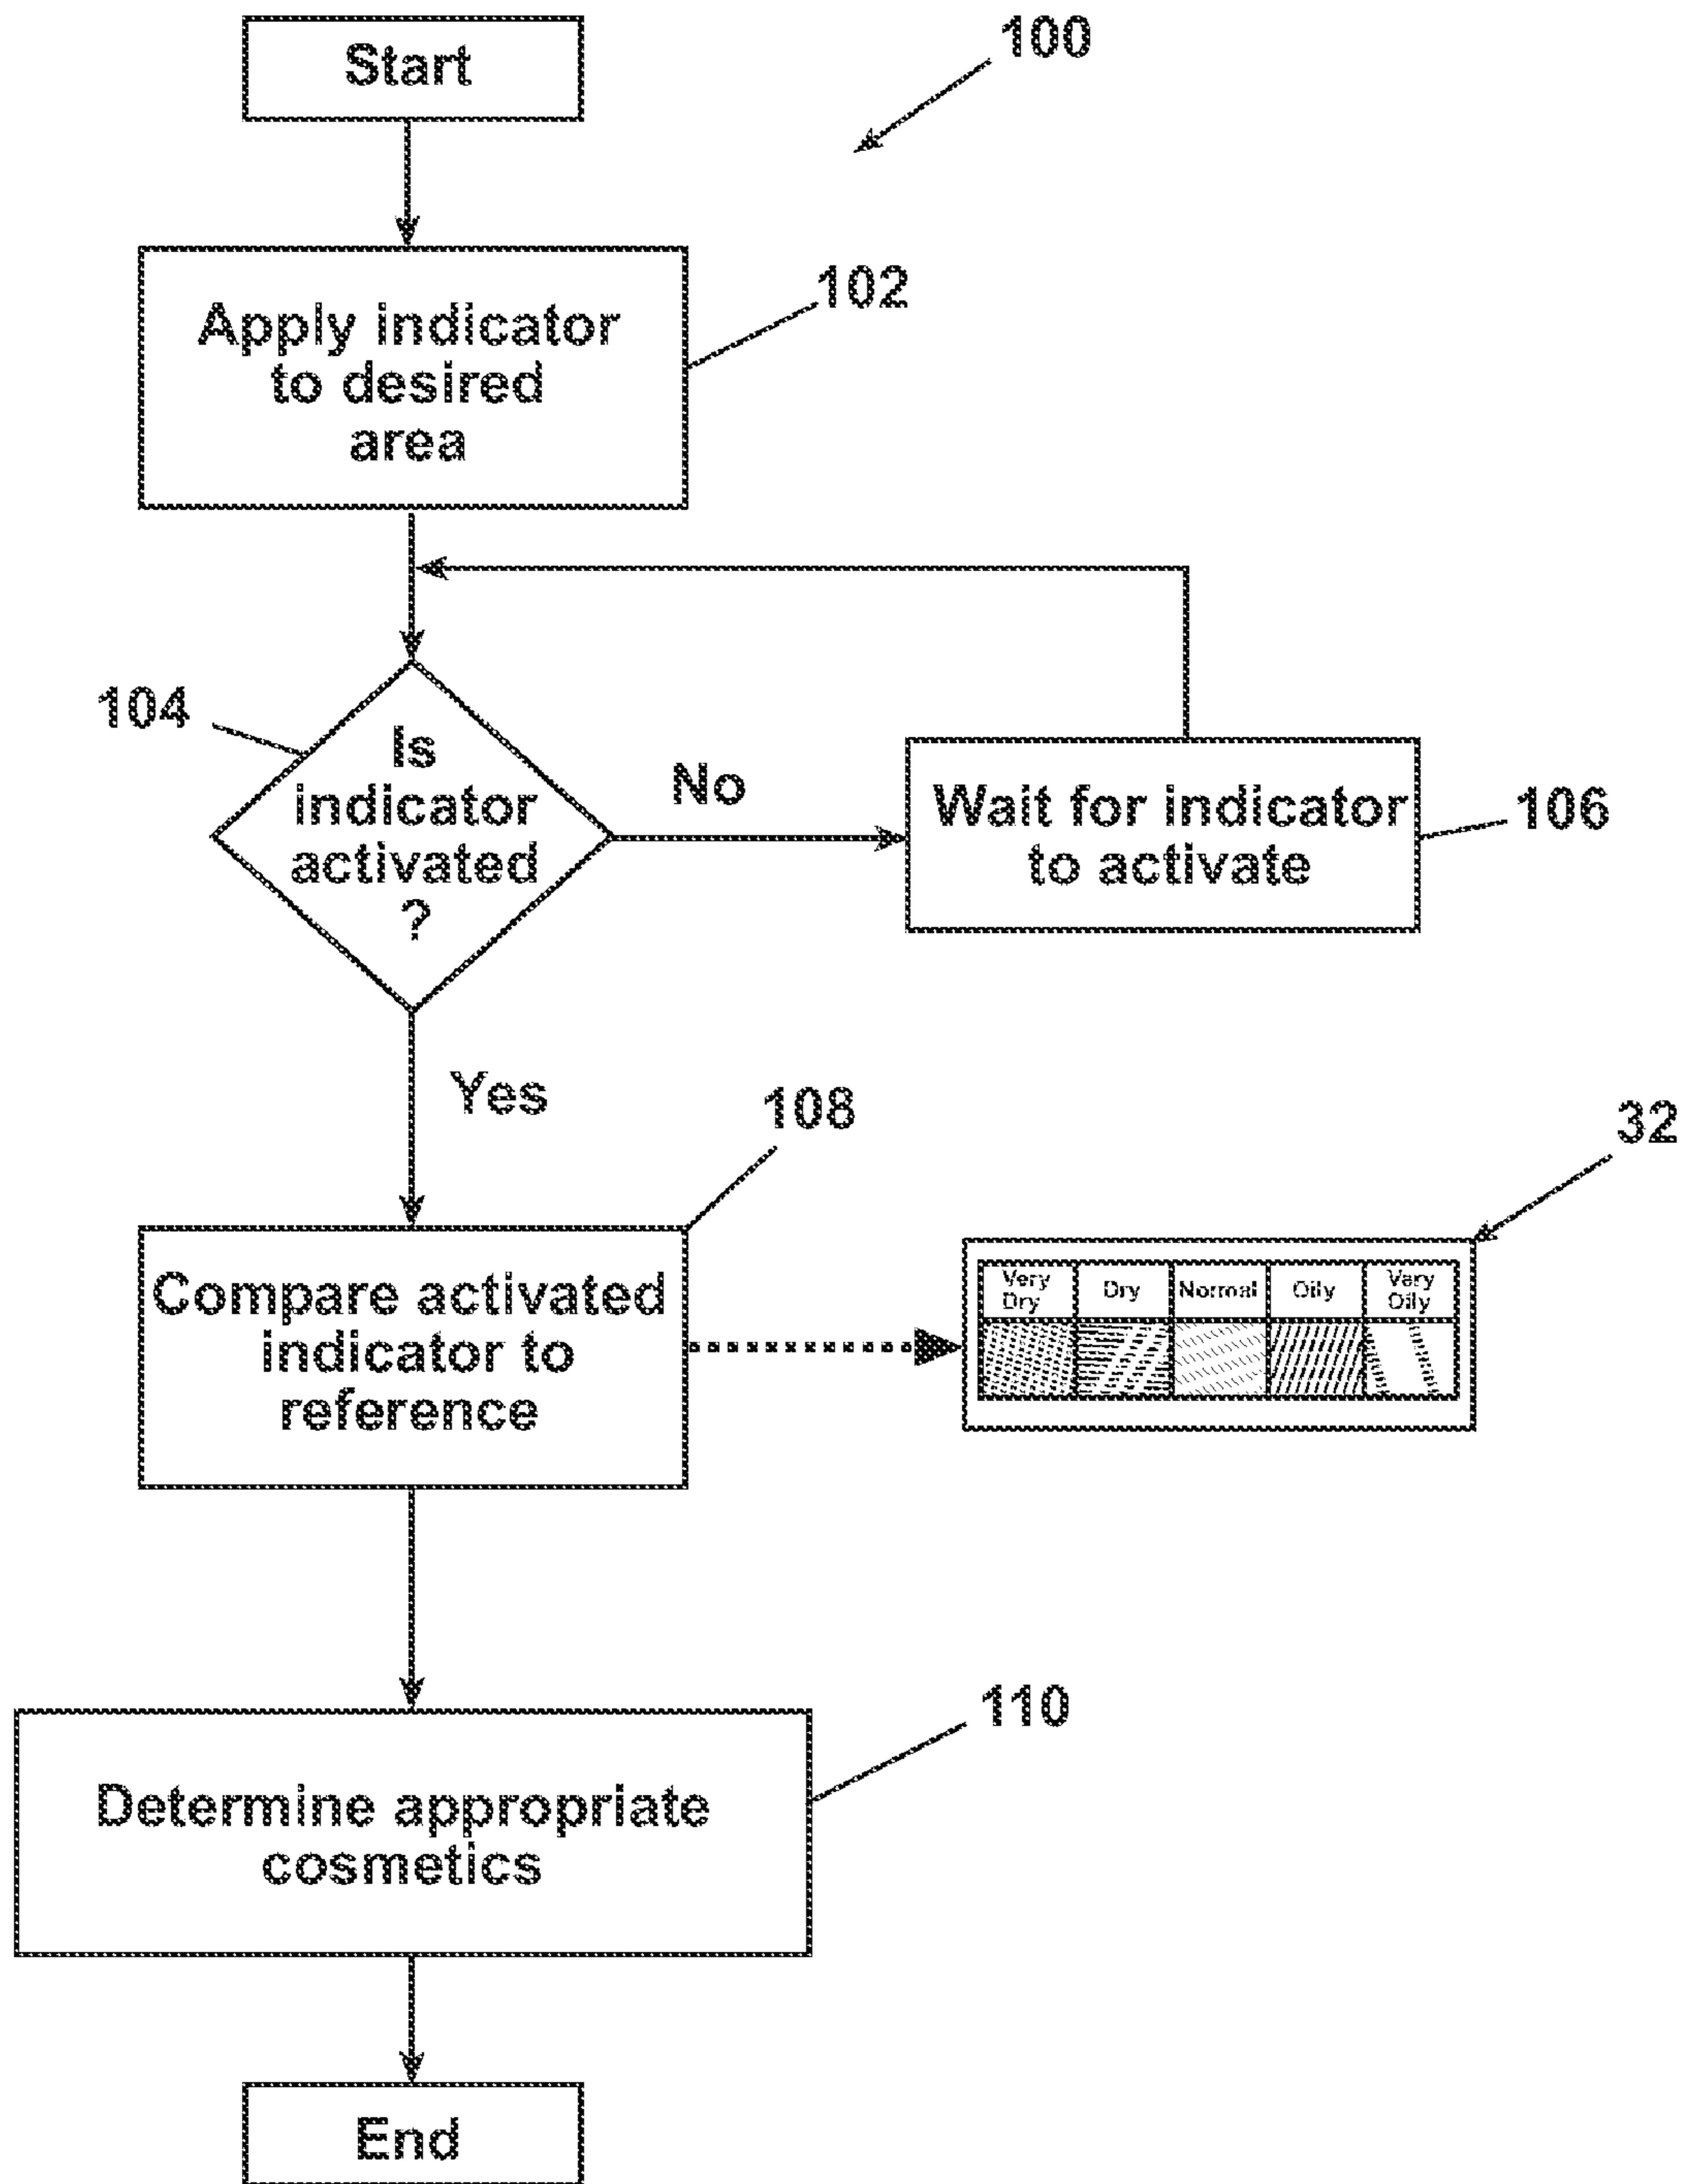 Start
100
Apply indicator
to desired
area
102
104
Is
indicator
activated
?
No
Wait for indicator
to activate
106
Yes
108
32
Compare activated
indicator to
reference
Very
Dry
Dry
Normal
Oily
Very
Oily
110
Determine appropriate
cosmetics
End